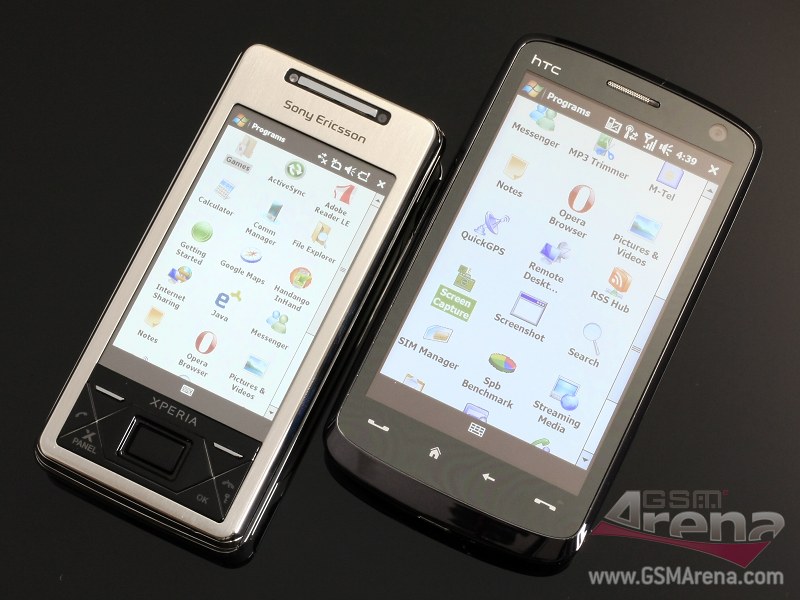 Sony Ericsson
Programs
Games
ActiveSync
Adobe
Reader LE
Calculator
Comm
Manager
File Explorer
Getting
Started
Google Maps
Handango
InHand
Internet
Sharing
Java
Messenger
Notes
Opera
Browser
Pictures &
Videos
XPERIA
X
PANEL
OK
hTC
Programs
4:39
Messenger
MP3 Trimmer
M-Tel
Notes
Opera
Browser
Pictures &
Videos
QuickGPS
Remote
Deskt...
RSS Hub
Screen
Capture
Screenshot
Search
SIM Manager
Spb
Benchmark
Streaming
Media
GSM
Arena
www.GSMArena.com